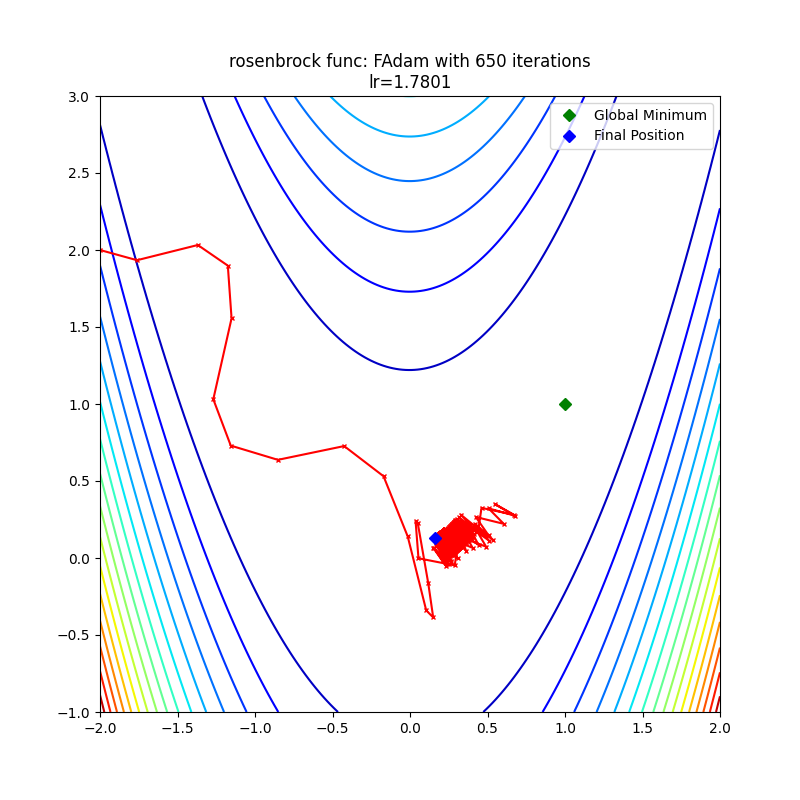 rosenbrock func: FAdam with 650 iterations
lr=1.7801
Global Minimum
Final Position
3.0
2.5
2.0
1.5
1.0
0.5
0.0
−0.5
−1.0
−2.0 −1.5 −1.0 −0.5 0.0 0.5 1.0 1.5 2.0